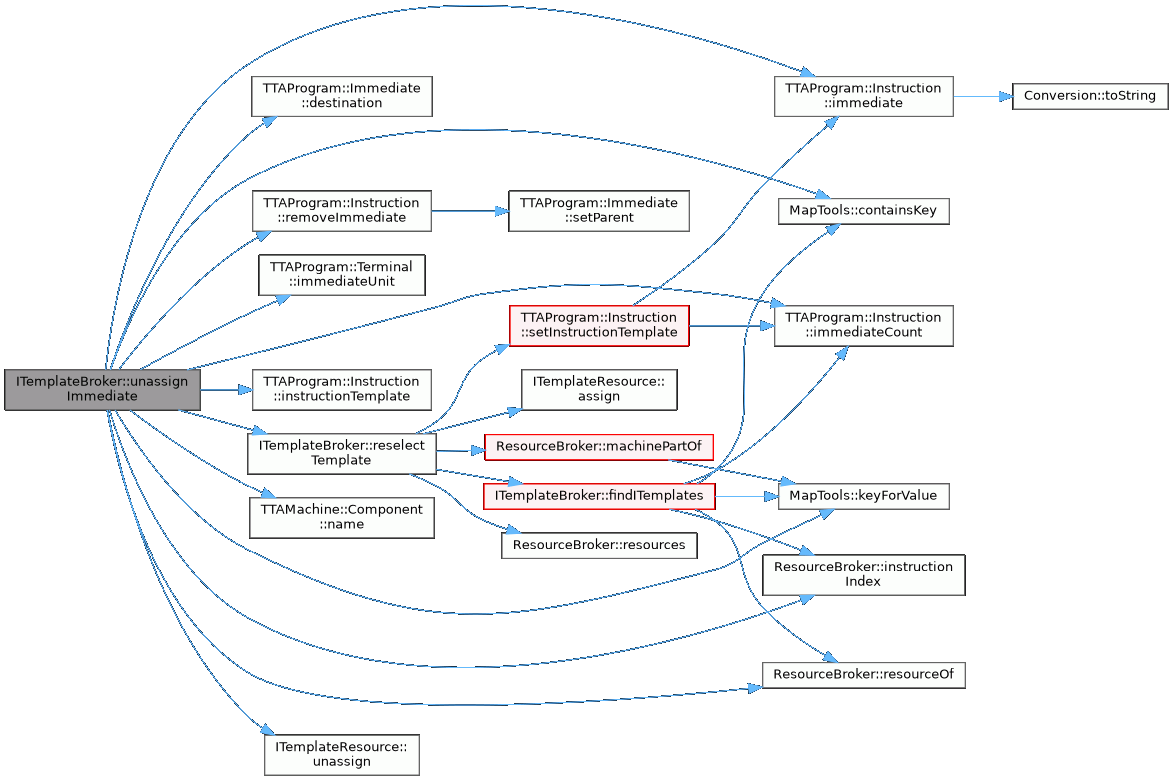 ITemplateBroker::unassign
Immediate
TTAProgram::Immediate
::destination
TTAProgram::Instruction
::removeImmediate
TTAProgram::Terminal
::immediateUnit
TTAProgram::Instruction
::instructionTemplate
ITemplateBroker::reselect
Template
TTAMachine::Component
::name
ITemplateResource::
unassign
TTAProgram::Immediate
::setParent
TTAProgram::Instruction
::setInstructionTemplate
ITemplateResource::
assign
ResourceBroker::machinePartOf
ITemplateBroker::findITemplates
ResourceBroker::resources
TTAProgram::Instruction
::immediate
MapTools::containsKey
TTAProgram::Instruction
::immediateCount
MapTools::keyForValue
ResourceBroker::instruction
Index
ResourceBroker::resourceOf
Conversion::toString